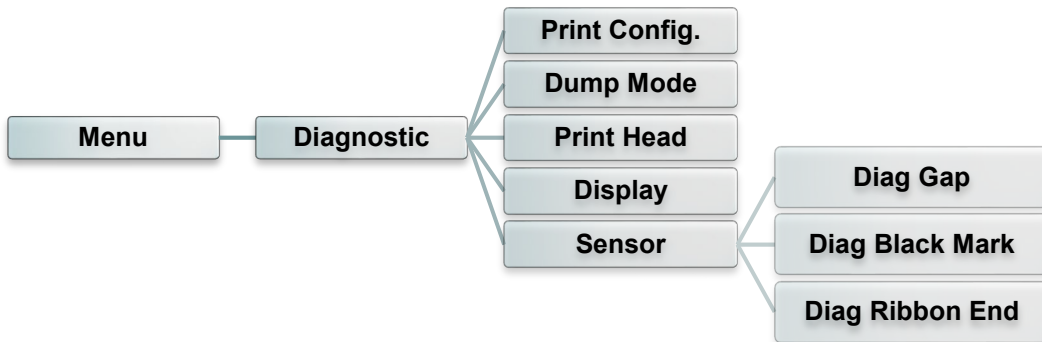 Menu
Diagnostic
Print Config.
Dump Mode
Print Head
Display
Sensor
Diag Gap
Diag Black Mark
Diag Ribbon End